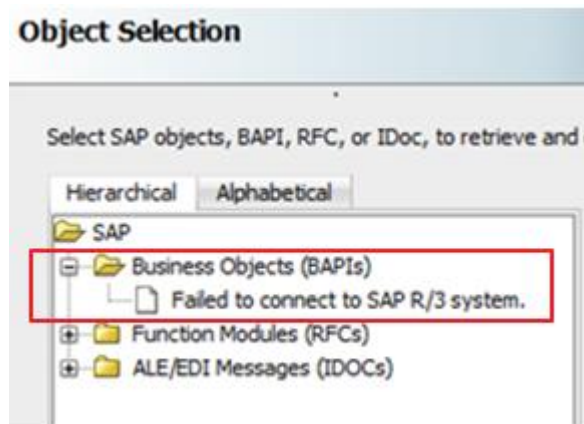 Object Selection
Select SAP objects, BAPI, RFC, or IDoc, to retrieve and
Hierarchical Alphabetical
SAP
Business Objects (BAPIs)
Failed to connect to SAP R/3 system.
Function Modules (RFCs)
ALE/EDI Messages (IDOCs)